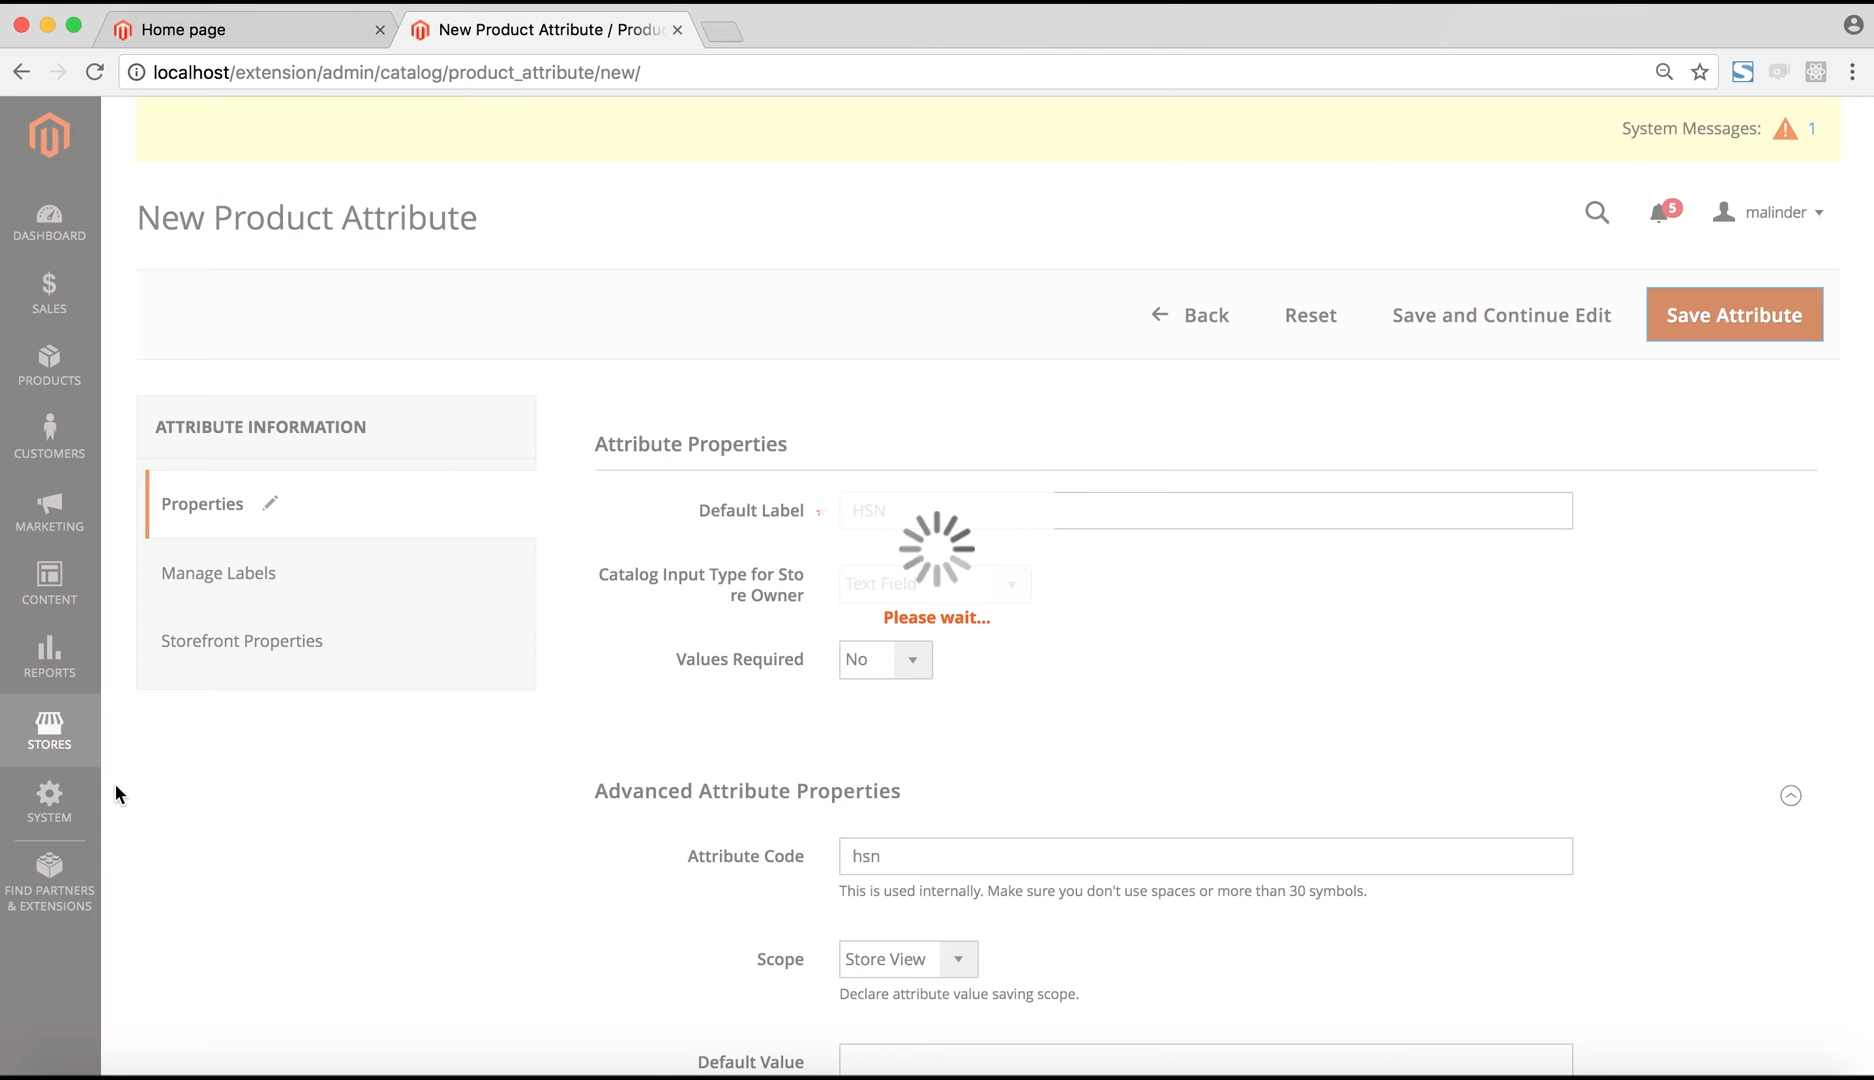 Home page
New Product Attribute / Produ
localhost/extension/admin/catalog/product_attribute/new/
System Messages: 1
New Product Attribute
5
malinder
Back
Reset
Save and Continue Edit
Save Attribute
DASHBOARD
SALES
PRODUCTS
CUSTOMERS
MARKETING
CONTENT
REPORTS
STORES
SYSTEM
FIND PARTNERS
& EXTENSIONS
ATTRIBUTE INFORMATION
Properties
Manage Labels
Storefront Properties
Attribute Properties
Default Label *
HSN
Catalog Input Type for Sto
re Owner
Text Field
Please wait...
Values Required
No
Advanced Attribute Properties
Attribute Code
hsn
This is used internally. Make sure you don't use spaces or more than 30 symbols.
Scope
Store View
Declare attribute value saving scope.
Default Value